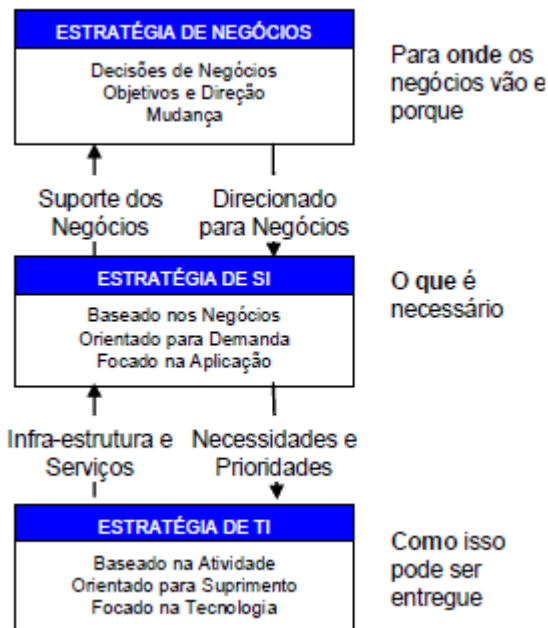 ESTRATÉGIA DE NEGÓCIOS
Decisões de Negócios
Objetivos e Direção
Mudança
Para onde os
negócios vão e
porque
Suporte dos
Negócios
Direcionado
para Negócios
ESTRATÉGIA DE SI
Baseado nos Negócios
Orientado para Demanda
Focado na Aplicação
O que é
necessário
Infra-estrutura e
Serviços
Necessidades e
Prioridades
ESTRATÉGIA DE TI
Baseado na Atividade
Orientado para Suprimento
Focado na Tecnologia
Como isso
pode ser
entregue